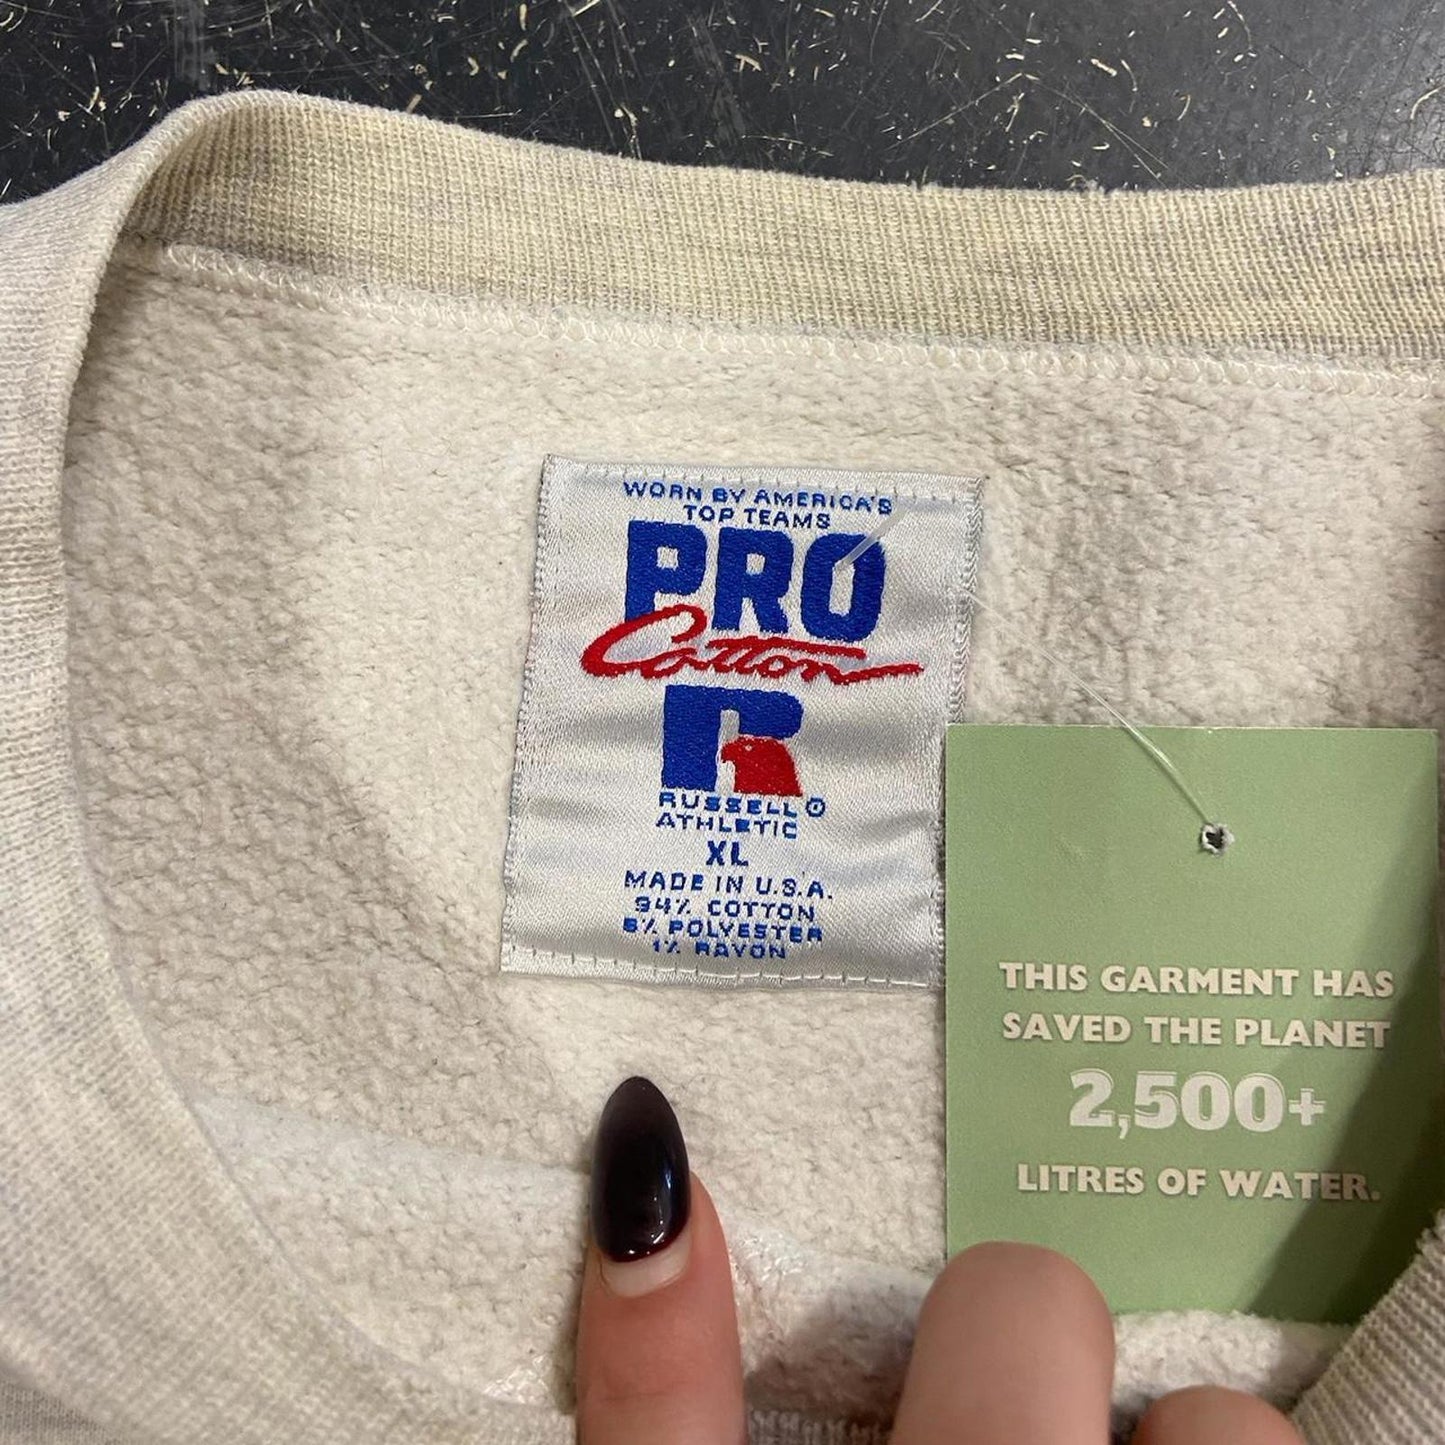 WORN BY AMERICA'S
TOP TEAMS
PRO
Cotton
R
RUSSELL®
ATHLETIC
XL
MADE IN U.S.A.
94% COTTON
5% POLYESTER
1% RAYON
THIS GARMENT HAS
SAVED THE PLANET
2,500+
LITRES OF WATER.